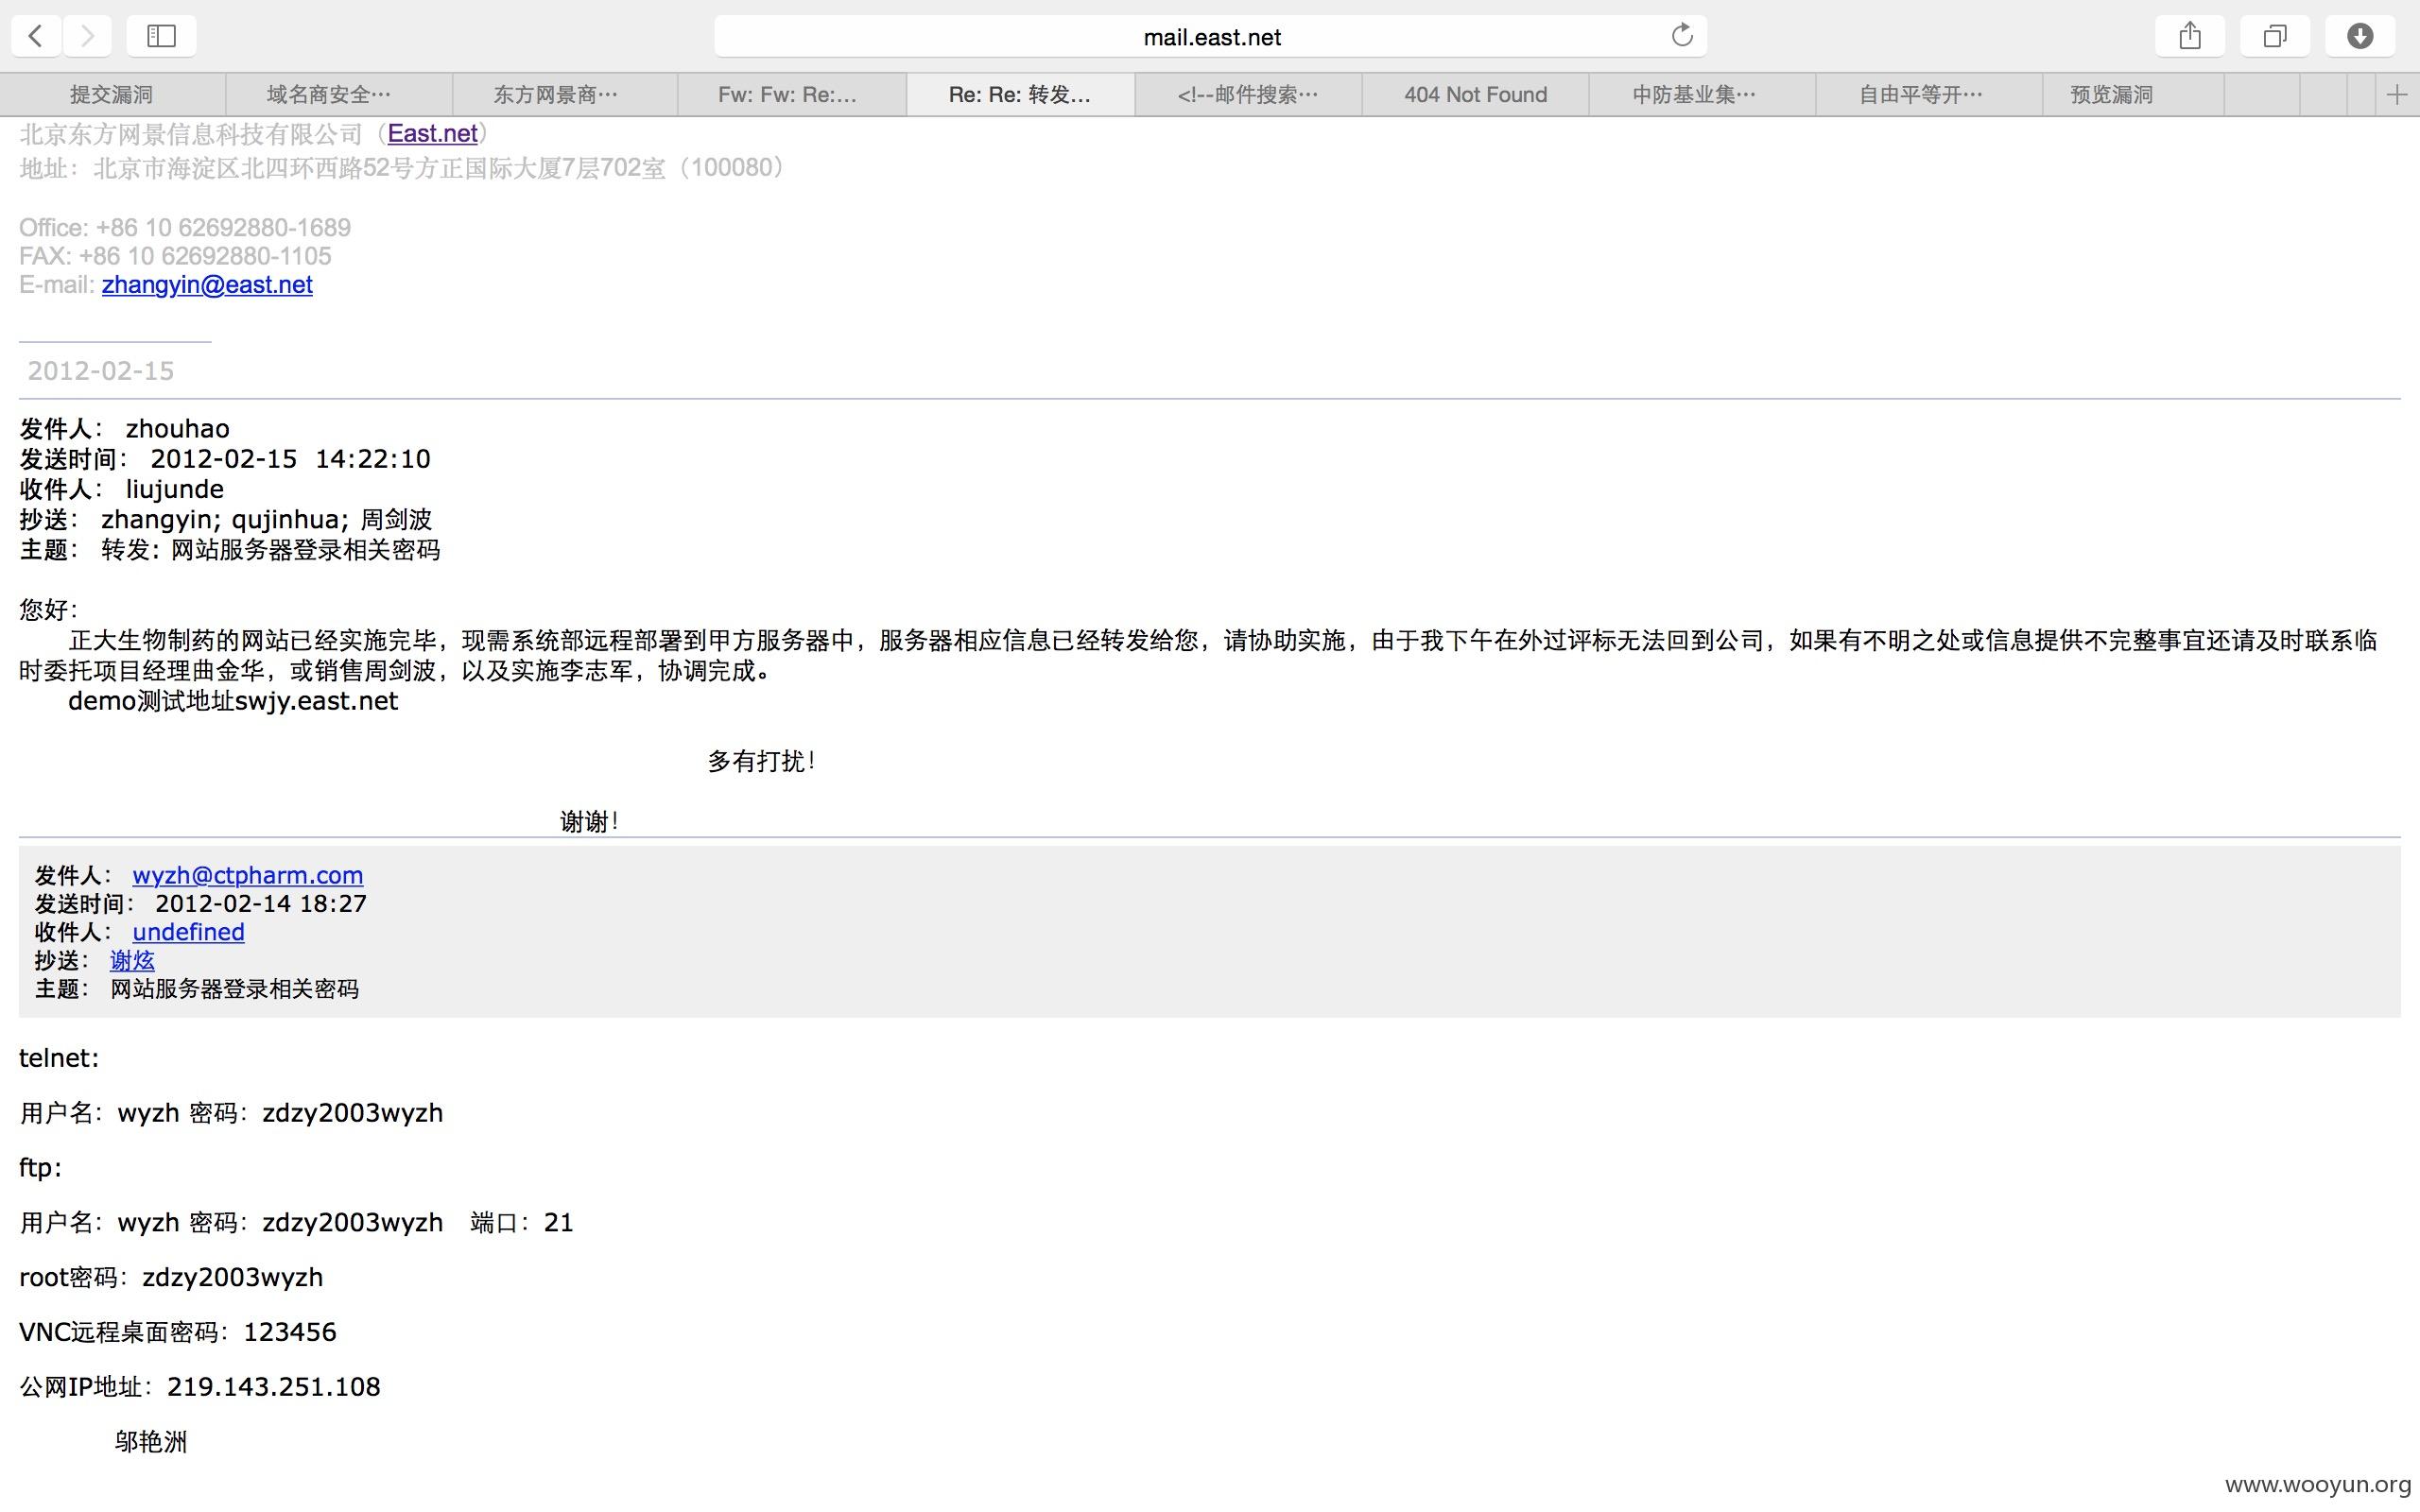 mail.east.net
提交漏洞
域名商安全…
东方网景商…
Fw: Fw: Re:...
Re: Re: 转发...
<!--邮件搜索…
404 Not Found
中防基业集…
自由平等开…
预览漏洞
北京东方网景信息科技有限公司（East.net）
地址：北京市海淀区北四环西路52号方正国际大厦7层702室（100080）
Office: +86 10 62692880-1689
FAX: +86 10 62692880-1105
E-mail: zhangyin@east.net
2012-02-15
发件人： zhouhao
发送时间： 2012-02-15 14:22:10
收件人： liujunde
抄送： zhangyin; qujinhua; 周剑波
主题： 转发: 网站服务器登录相关密码
您好：
正大生物制药的网站已经实施完毕，现需系统部远程部署到甲方服务器中，服务器相应信息已经转发给您，请协助实施，由于我下午在外过评标无法回到公司，如果有不明之处或信息提供不完整事宜还请及时联系临
时委托项目经理曲金华，或销售周剑波，以及实施李志军，协调完成。
demo测试地址swjy.east.net
多有打扰！
谢谢！
发件人： wyzh@ctpharm.com
发送时间： 2012-02-14 18:27
收件人： undefined
抄送： 谢炫
主题： 网站服务器登录相关密码
telnet:
用户名：wyzh 密码：zdzy2003wyzh
ftp:
用户名：wyzh 密码：zdzy2003wyzh 端口：21
root密码：zdzy2003wyzh
VNC远程桌面密码：123456
公网IP地址：219.143.251.108
邬艳洲
www.wooyun.org